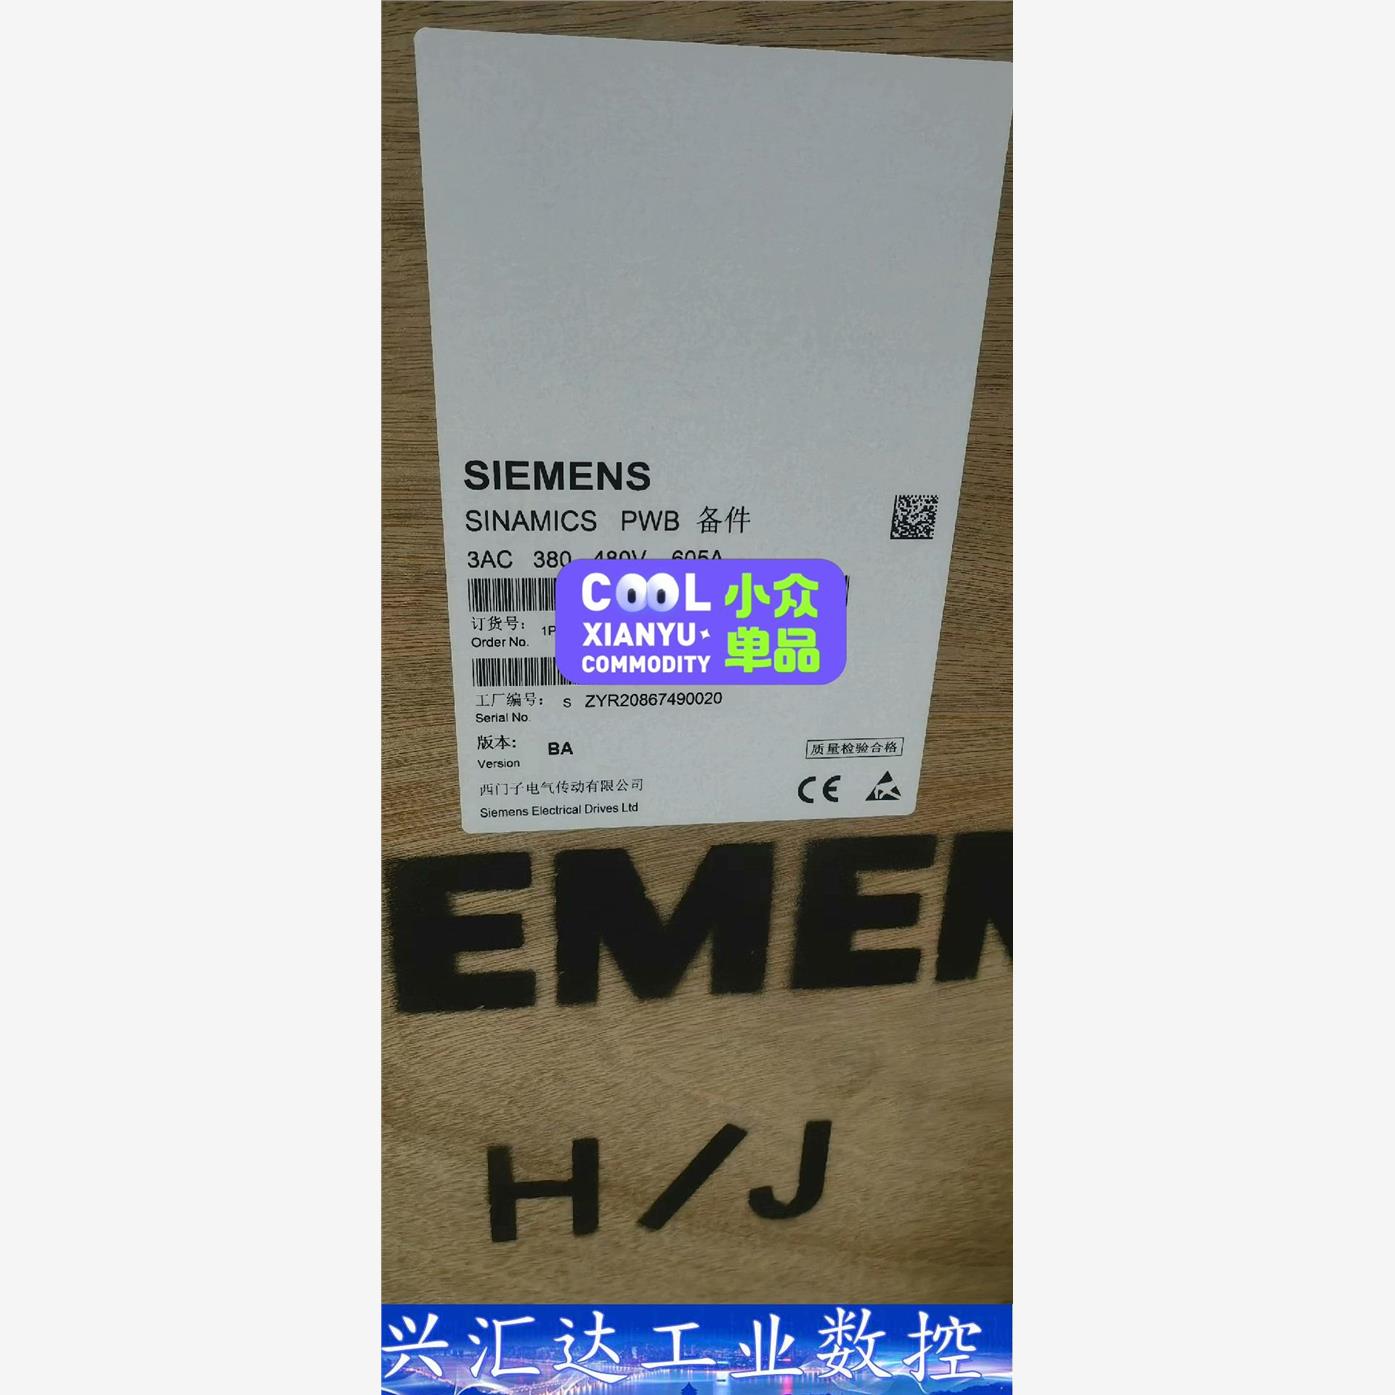 SIEMENS
SINAMICS PWB 备件
3AC 380 480V 605A
订货号： 1P
Order No.
COOL 小众
XIANYU 单品
COMMODITY
工厂编号： S ZYR20867490020
Serial No.
版本： BA
Version
质量检验合格
西门子电气传动有限公司
Siemens Electrical Drives Ltd
CE
EMEN
H/J
兴汇达工业数控